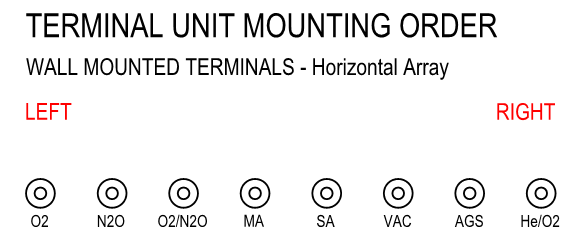 TERMINAL UNIT MOUNTING ORDER
WALL MOUNTED TERMINALS - Horizontal Array
LEFT RIGHT
O2 N2O O2/N2O MA SA VAC AGS He/O2